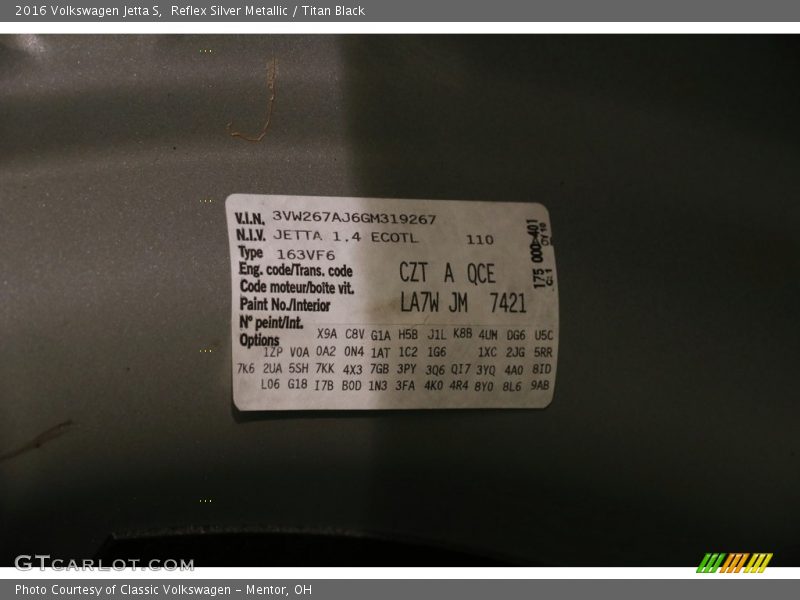 2016 Volkswagen Jetta S, Reflex Silver Metallic / Titan Black
V.I.N. 3VW267AJ6GM319267
N.I.V. JETTA 1.4 ECOTL 110
Type 163VF6
Eng. code/Trans. code CZT A QCE
Code moteur/boîte vit.
Paint No./Interior LA7W JM 7421
N° peint/Int.
Options X9A C8V G1A H5B J1L K8B 4UM DG6 U5C
1ZP V0A 0A2 0N4 1AT 1C2 1G6 1XC 2JG 5RR
7K6 2UA 5SH 7KK 4X3 7GB 3PY 3Q6 QI7 3YQ 4A0 8ID
L06 G18 I7B B0D 1N3 3FA 4K0 4R4 8Y0 8L6 9AB
175 000-401
GTCARLOT.COM
Photo Courtesy of Classic Volkswagen - Mentor, OH